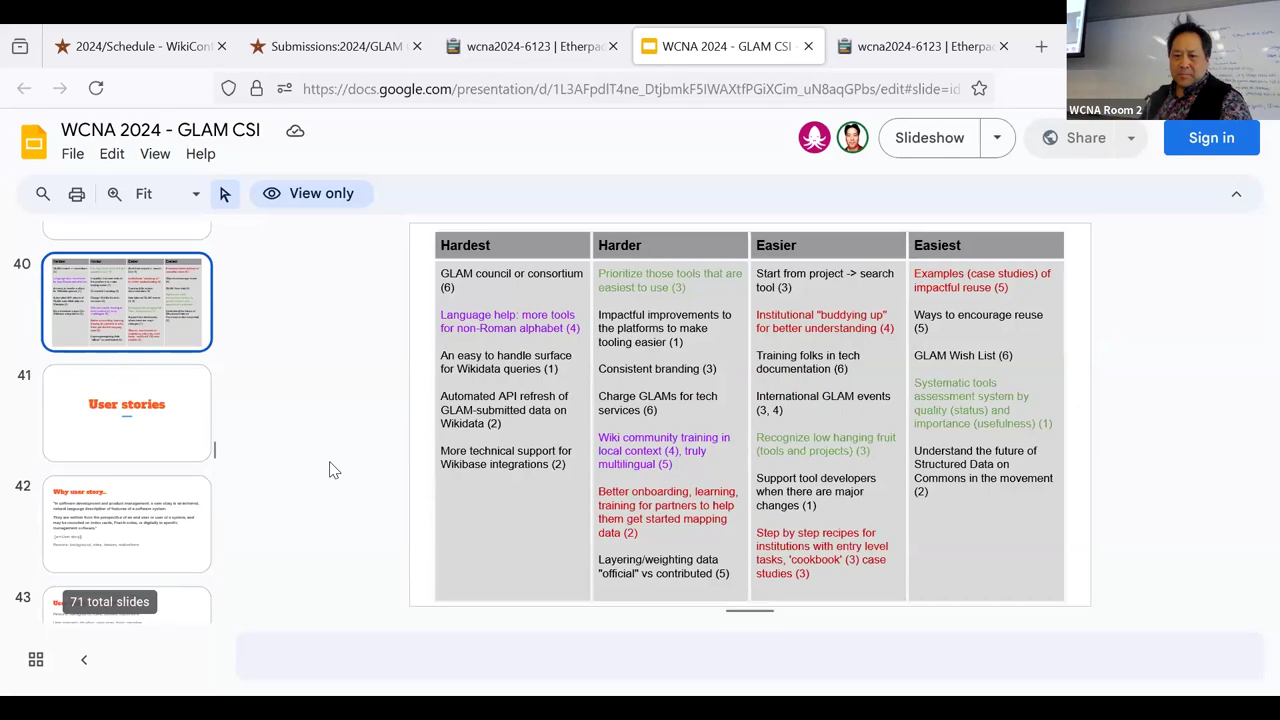 2024/Schedule - WikiCon
Submissions:2024/GLAM
wcna2024-6123 | Etherpad
WCNA 2024 - GLAM CSI -
wcna2024-6123 | Etherpad
https://docs.google.com/presentation/d/
WCNA Room 2
WCNA 2024 - GLAM CSI
File Edit View Help
Slideshow
Share
Sign in
Fit
View only
40
41
User stories
42
Why user story..
43
71 total slides
Hardest
GLAM council or consortium
(6)
Language help: more tools
for non-Roman alphabet (4)
An easy to handle surface
for Wikidata queries (1)
Automated API refresh of
GLAM-submitted data on
Wikidata (2)
More technical support for
Wikibase integrations (2)
Harder
Prioritize those tools that are
easiest to use (3)
Impactful improvements to
the platforms to make
tooling easier (1)
Consistent branding (3)
Charge GLAMs for tech
services (6)
Wiki community training in
local context (4), truly
multilingual (5)
Better onboarding, learning,
training for partners to help
them get started mapping
data (2)
Layering/weighting data
"official" vs contributed (5)
Easier
Start from project -> search
tool (3)
Institutional "buddying up"
for better understanding (4)
Training folks in tech
documentation (6)
International GLAM events
(3, 4)
Recognize low hanging fruit
(tools and projects) (3)
Support tool developers
when there are major
changes (1)
Step by step recipes for
institutions with entry level
tasks, 'cookbook' (3) case
studies (3)
Easiest
Examples (case studies) of
impactful reuse (5)
Ways to encourage reuse
(5)
GLAM Wish List (6)
Systematic tools
assessment system by
quality (status) and
importance (usefulness) (1)
Understand the future of
Structured Data on
Commons in the movement
(2)